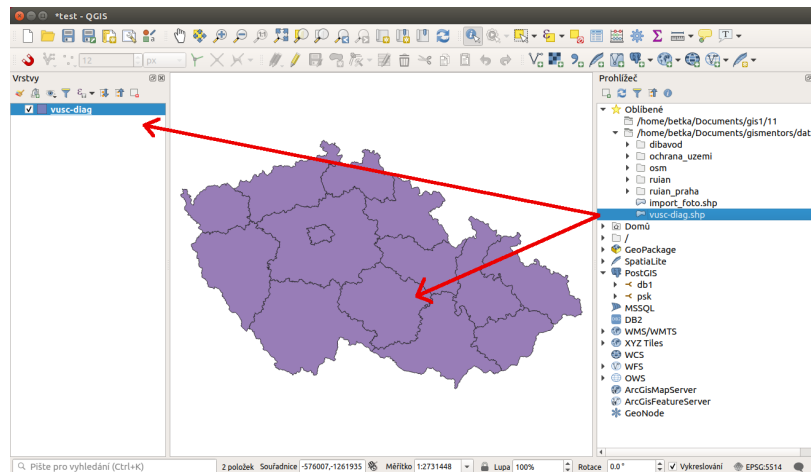 *test - QGIS
12
px
Vrstvy
vusc-diag
Prohlížeč
Oblíbené
/home/betka/Documents/gis1/11
/home/betka/Documents/gismentors/dat
dibavod
ochrana_uzemi
osm
ruian
ruian_praha
import_foto.shp
vusc-diag.shp
Domů
/
GeoPackage
SpatiaLite
PostGIS
db1
psk
MSSQL
DB2
WMS/WMTS
XYZ Tiles
WCS
WFS
OWS
ArcGisMapServer
ArcGisFeatureServer
GeoNode
Pište pro vyhledání (Ctrl+K) 2 položek Souřadnice -576007,-1261935 Měřítko 1:2731448 Lupa 100% Rotace 0.0° Vykreslování EPSG:5514